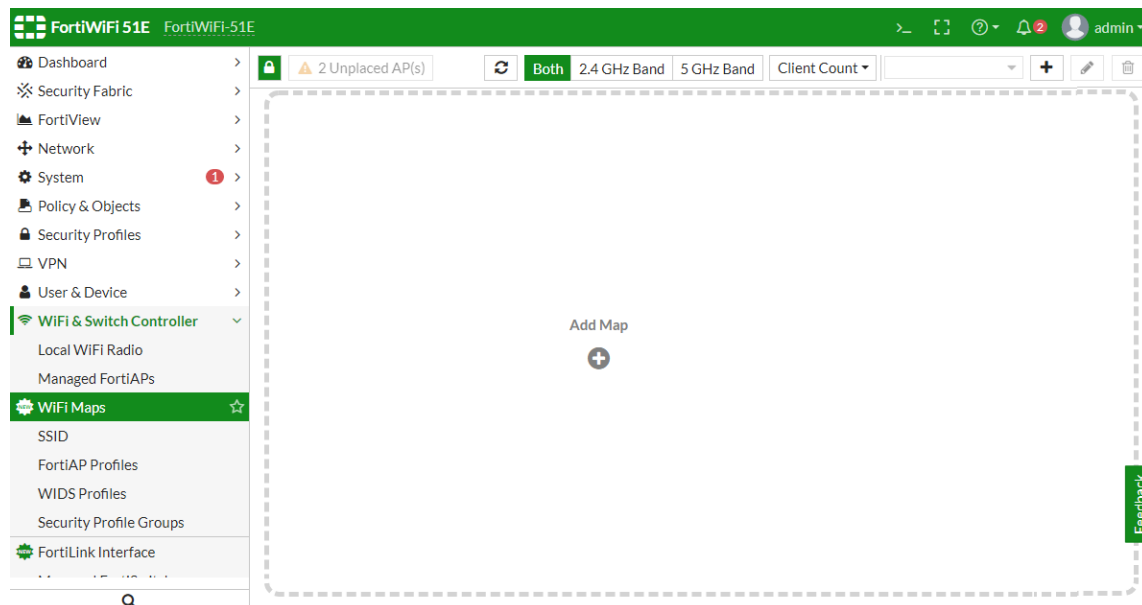 FortiWiFi 51E FortiWiFi-51E
>_ 2 admin
Dashboard
Security Fabric
FortiView
Network
System 1
Policy & Objects
Security Profiles
VPN
User & Device
WiFi & Switch Controller
Local WiFi Radio
Managed FortiAPs
NEW WiFi Maps
SSID
FortiAP Profiles
WIDS Profiles
Security Profile Groups
NEW FortiLink Interface
2 Unplaced AP(s) Both 2.4 GHz Band 5 GHz Band Client Count
Add Map
Feedback